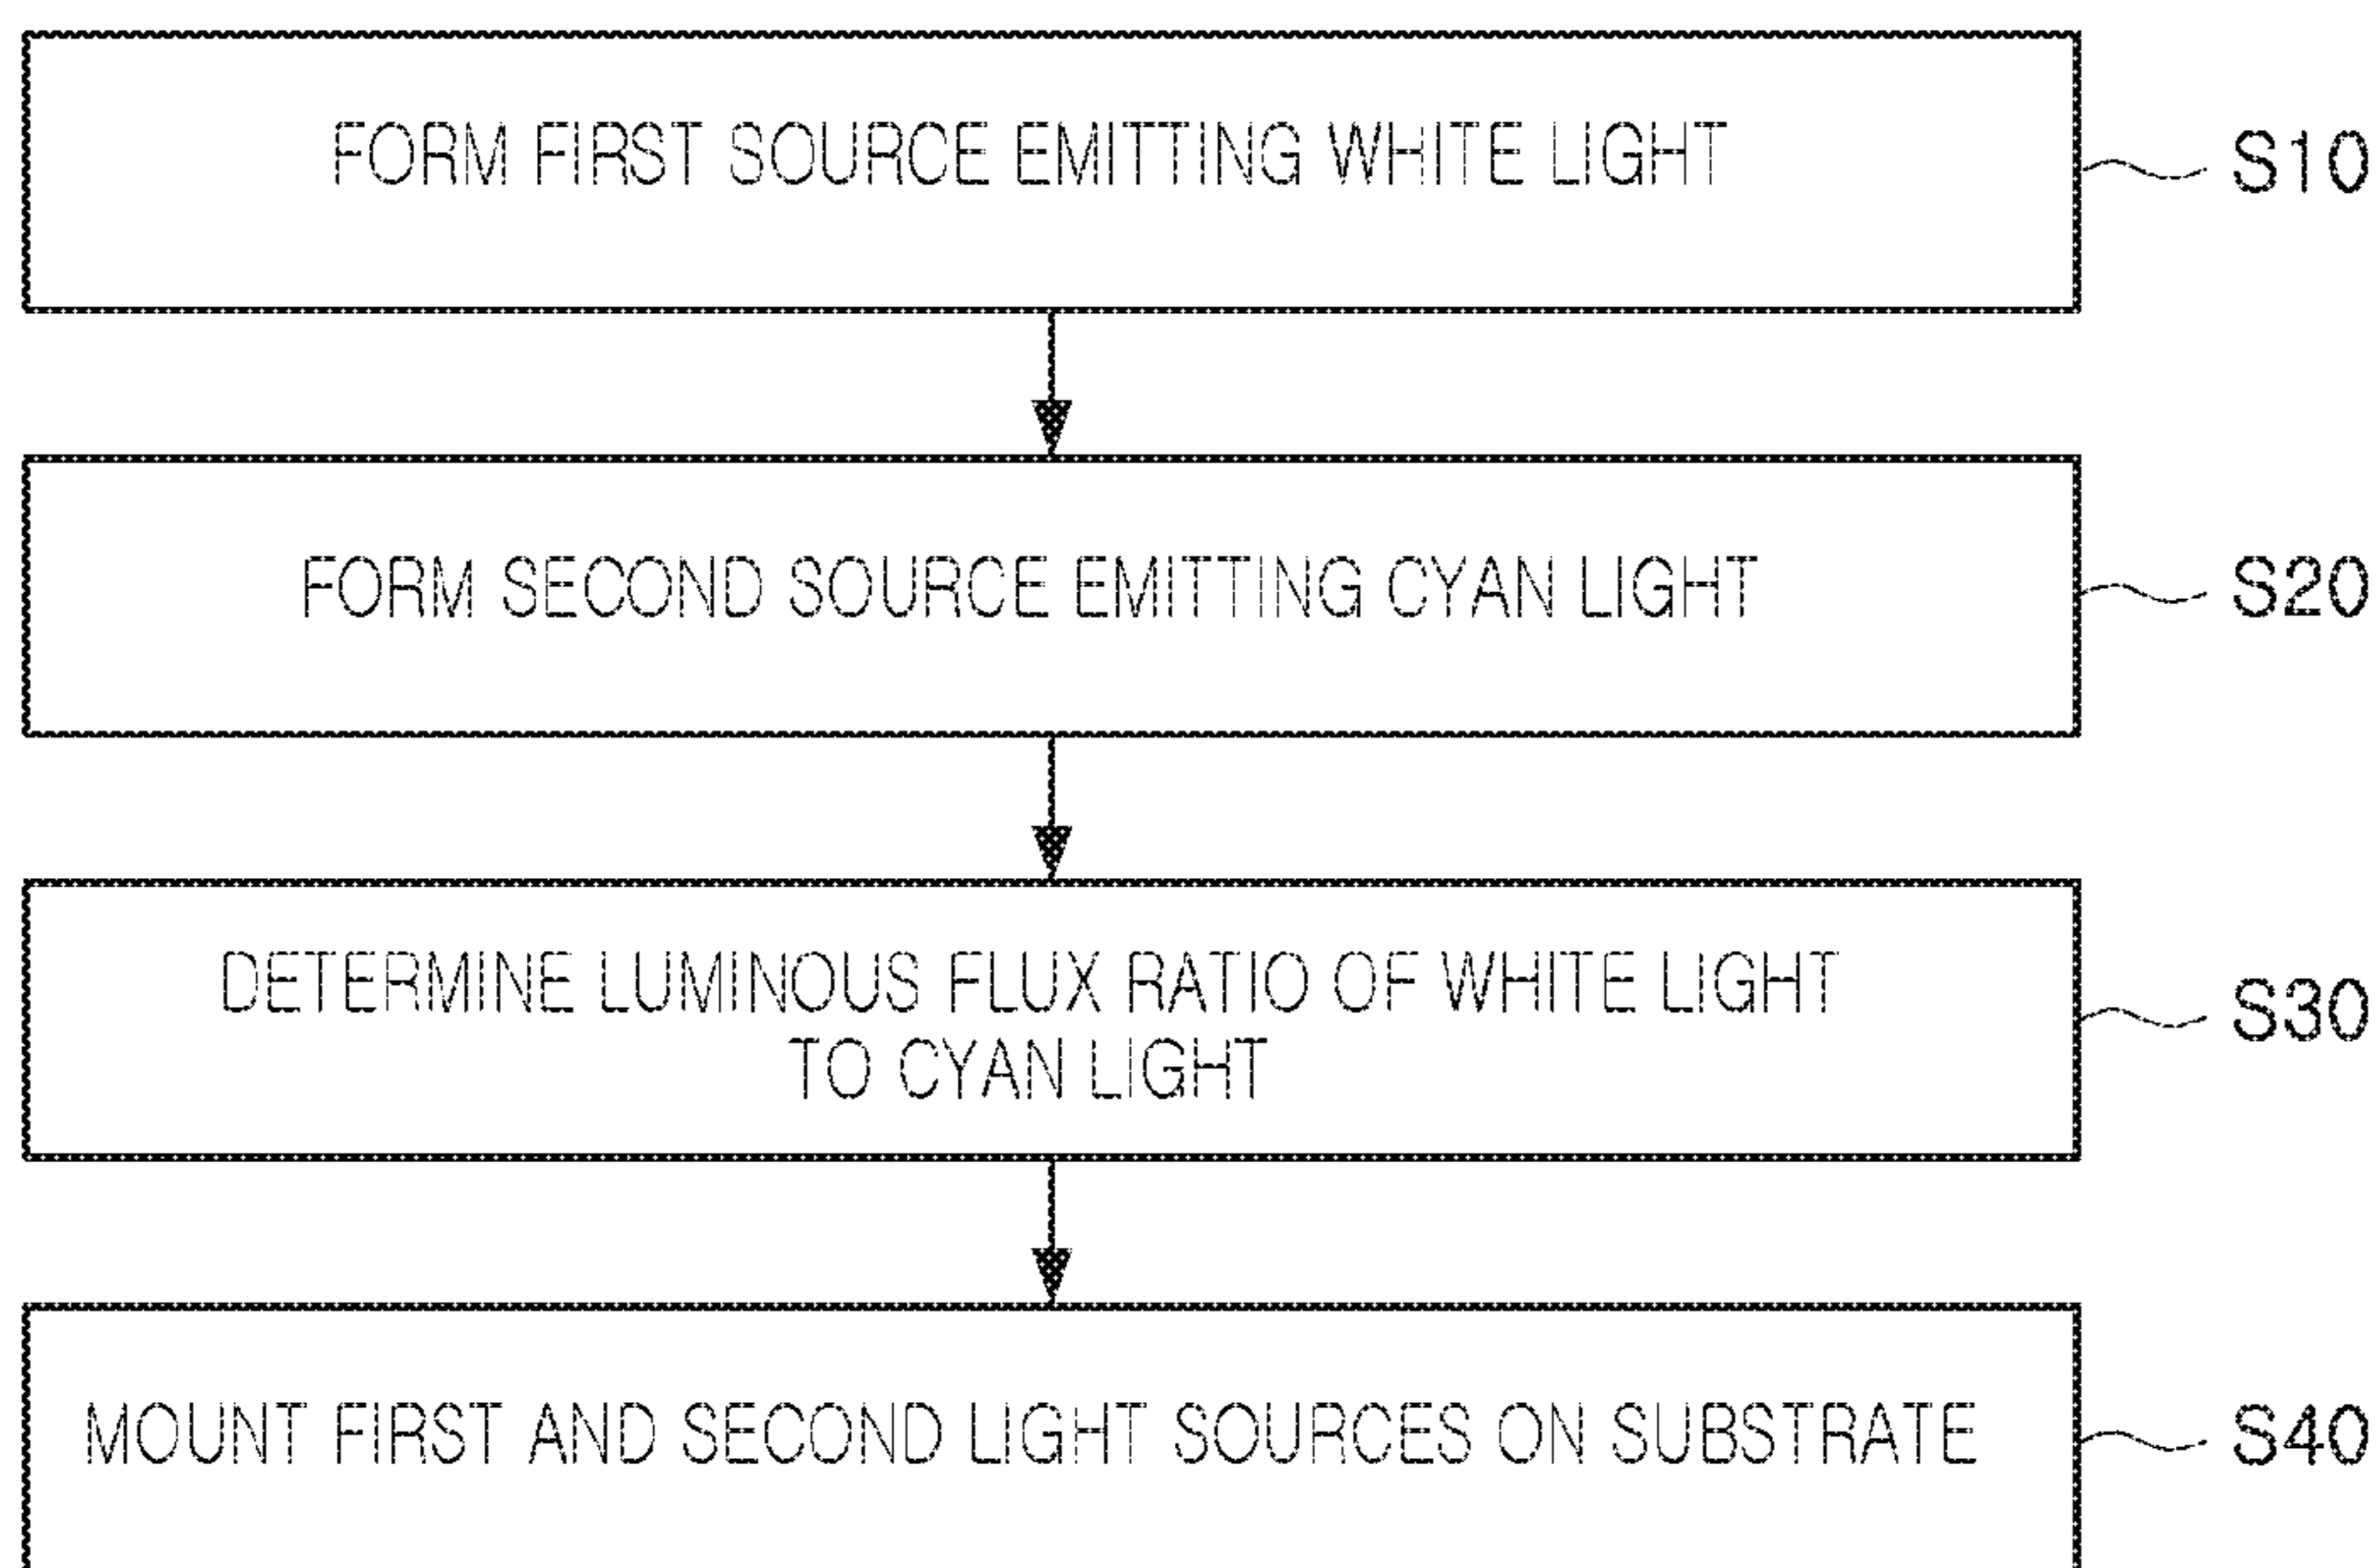 FORM FIRST SOURCE EMITTING WHITE LIGHT
S10
FORM SECOND SOURCE EMITTING CYAN LIGHT
S20
DETERMINE LUMINOUS FLUX RATIO OF WHITE LIGHT
TO CYAN LIGHT
S30
MOUNT FIRST AND SECOND LIGHT SOURCES ON SUBSTRATE
S40